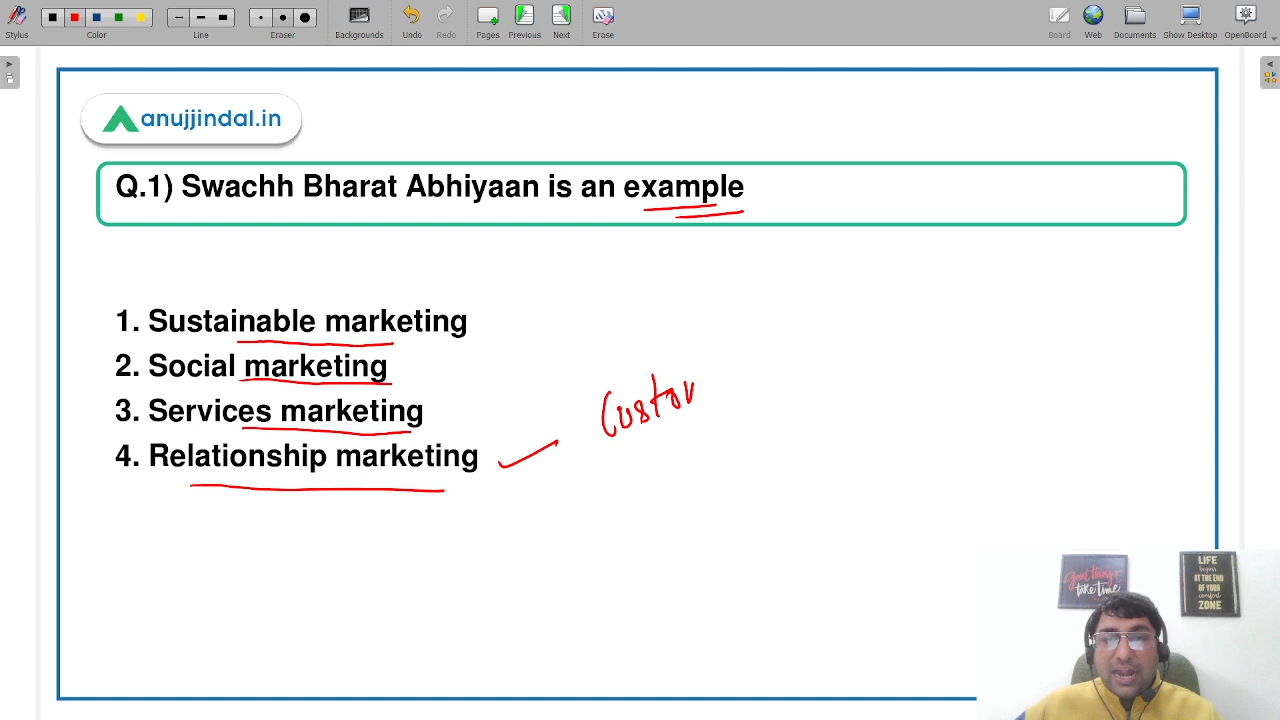 Stylus
Color
Line
Eraser
Backgrounds
Undo
Redo
Pages
Previous
Next
Erase
Board
Web
Documents
Show Desktop
OpenBoard
anujjindal.in
Q.1) Swachh Bharat Abhiyaan is an example
1. Sustainable marketing
2. Social marketing
3. Services marketing
4. Relationship marketing
Custom
Good things
take time
LIFE
begins
AT THE END
OF YOUR
comfort
ZONE